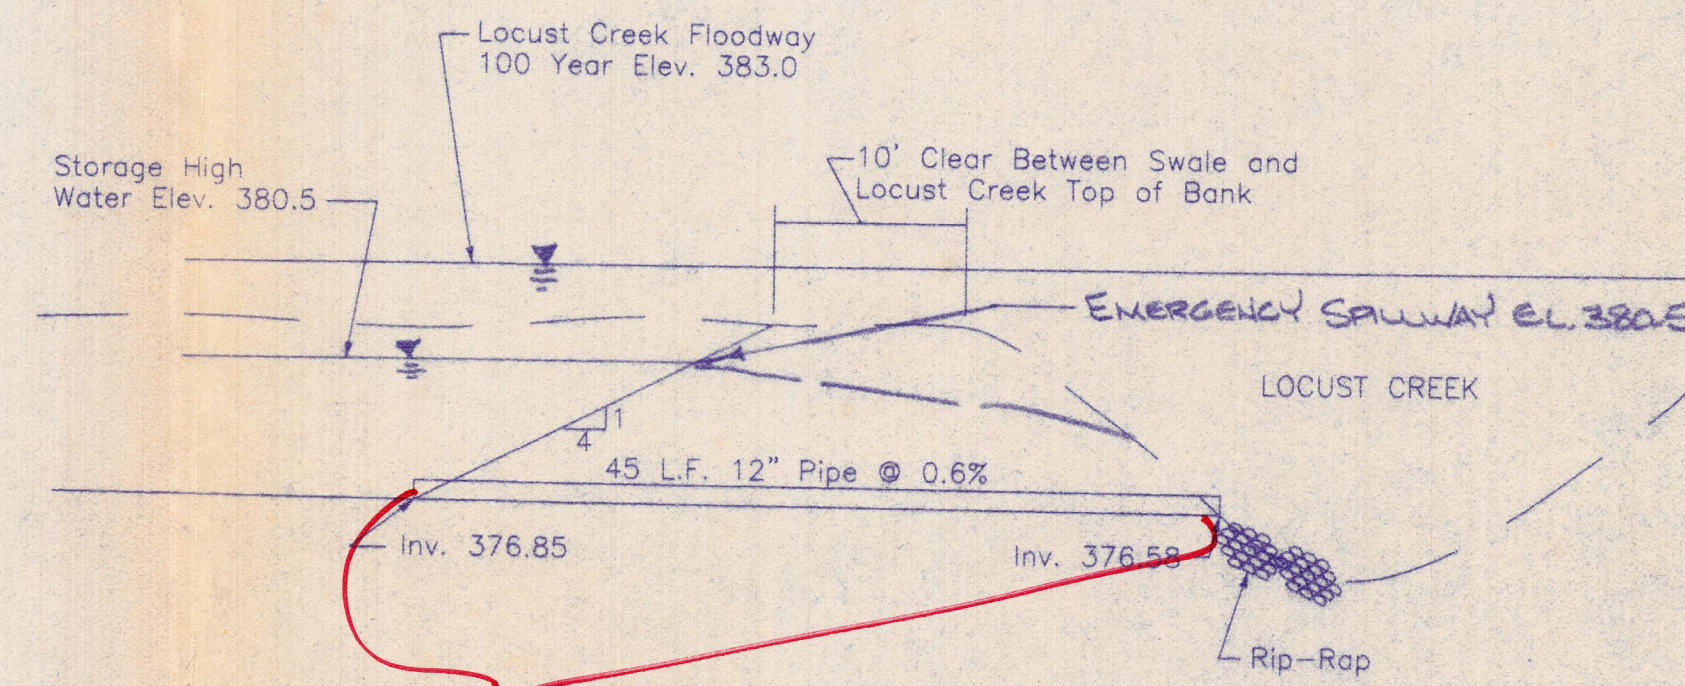 Locust Creek Floodway
100 Year Elev. 383.0
Storage High
Water Elev. 380.5
10' Clear Between Swale and
Locust Creek Top of Bank
EMERGENCY SPILLWAY EL. 380.5
LOCUST CREEK
1
4
45 L.F. 12" Pipe @ 0.6%
Inv. 376.85
Inv. 376.58
Rip-Rap